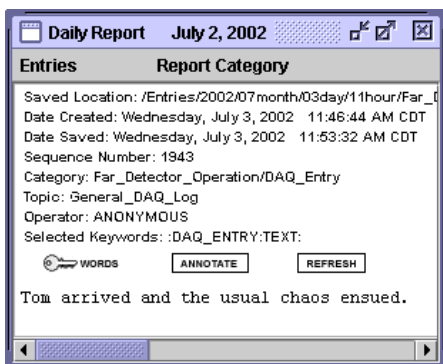 Daily Report July 2, 2002
Entries Report Category
Saved Location: /Entries/2002/07month/03day/11hour/Far_D
Date Created: Wednesday, July 3, 2002 11:46:44 AM CDT
Date Saved: Wednesday, July 3, 2002 11:53:32 AM CDT
Sequence Number: 1943
Category: Far_Detector_Operation/DAQ_Entry
Topic: General_DAQ_Log
Operator: ANONYMOUS
Selected Keywords: :DAQ_ENTRY:TEXT:
WORDS ANNOTATE REFRESH
Tom arrived and the usual chaos ensued.